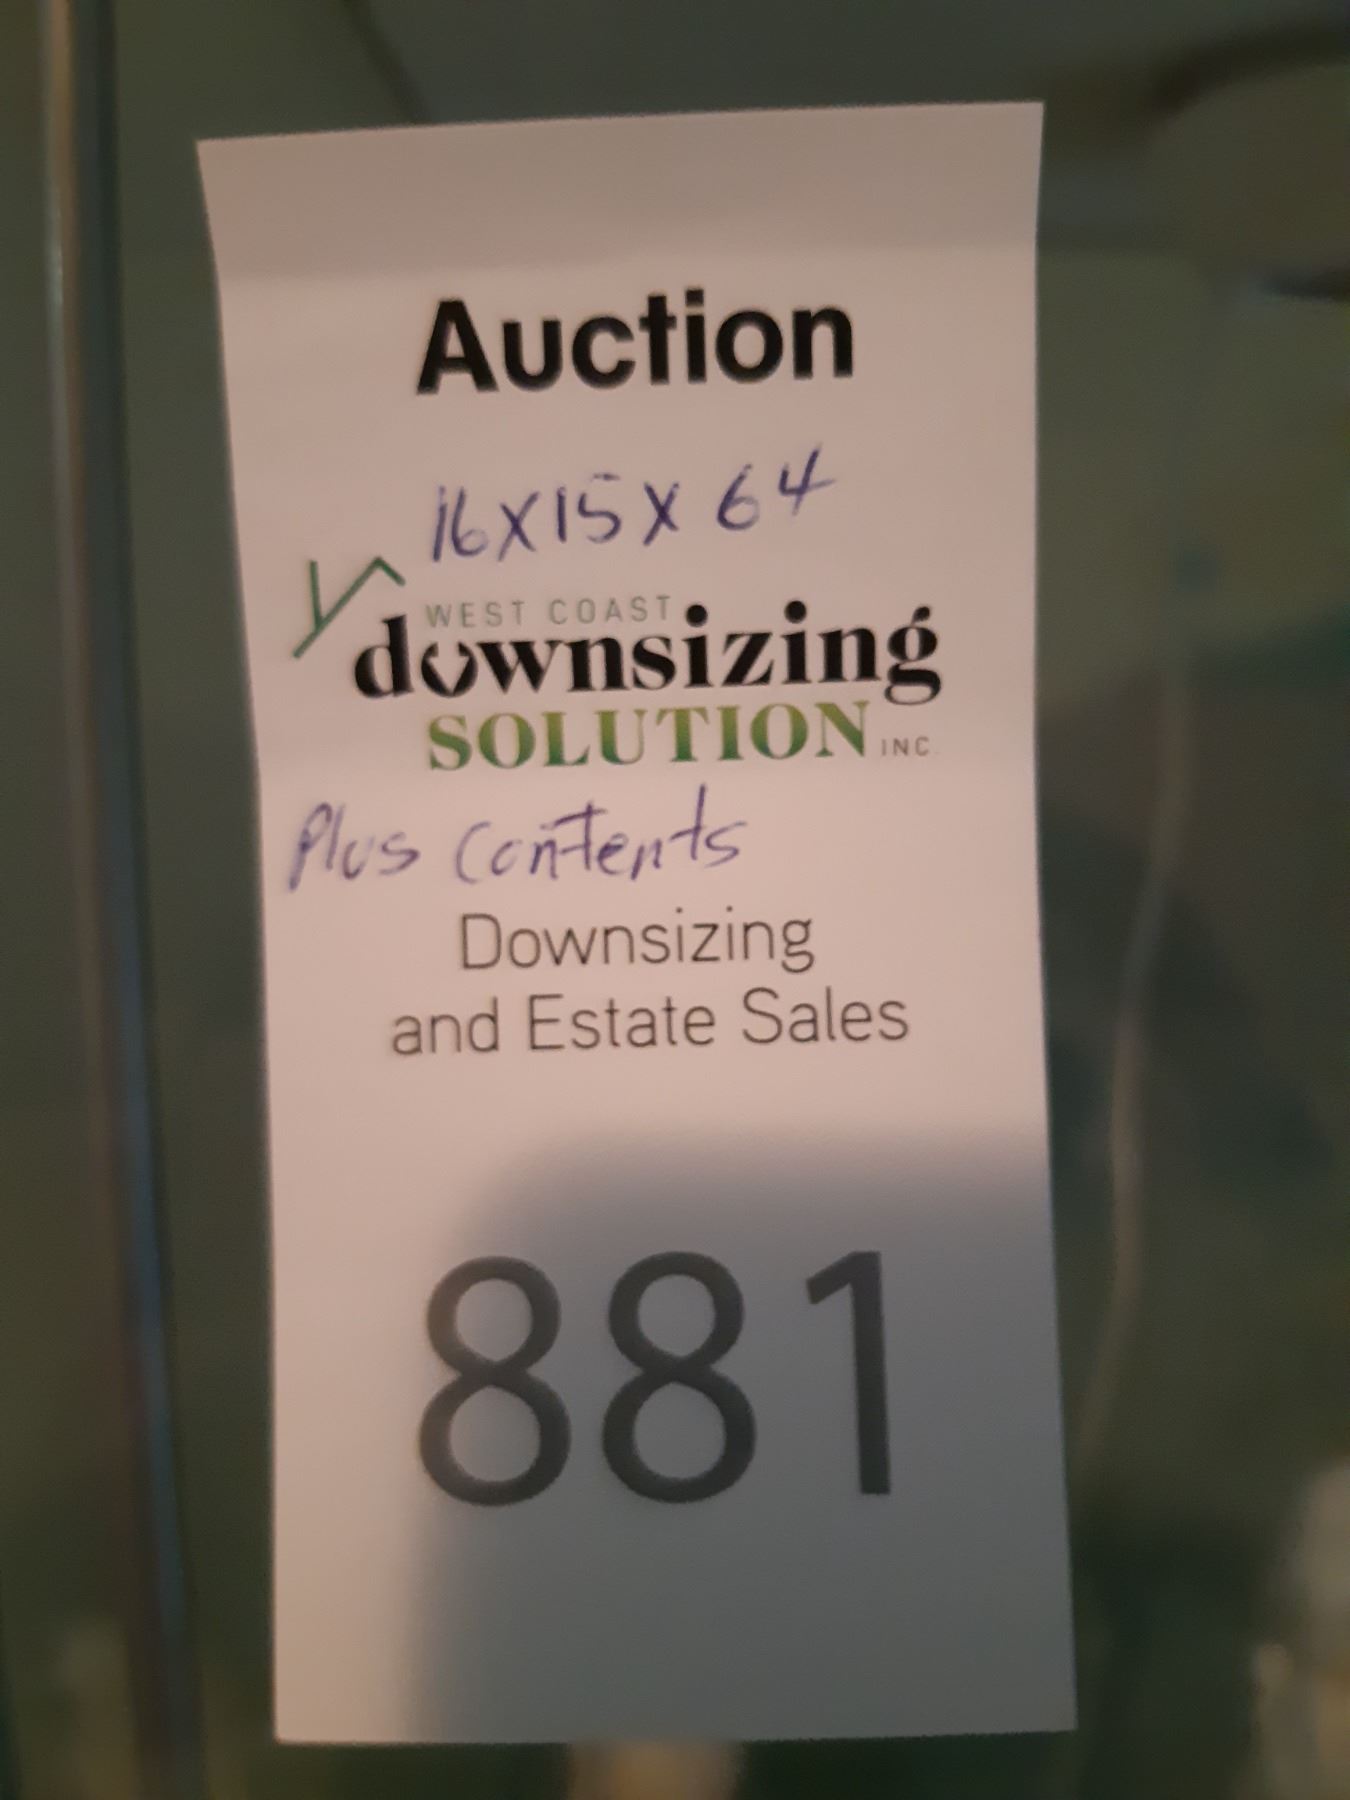 Auction
16x15x64
WEST COAST
downsizing
SOLUTION INC.
Plus contents
Downsizing
and Estate Sales
881